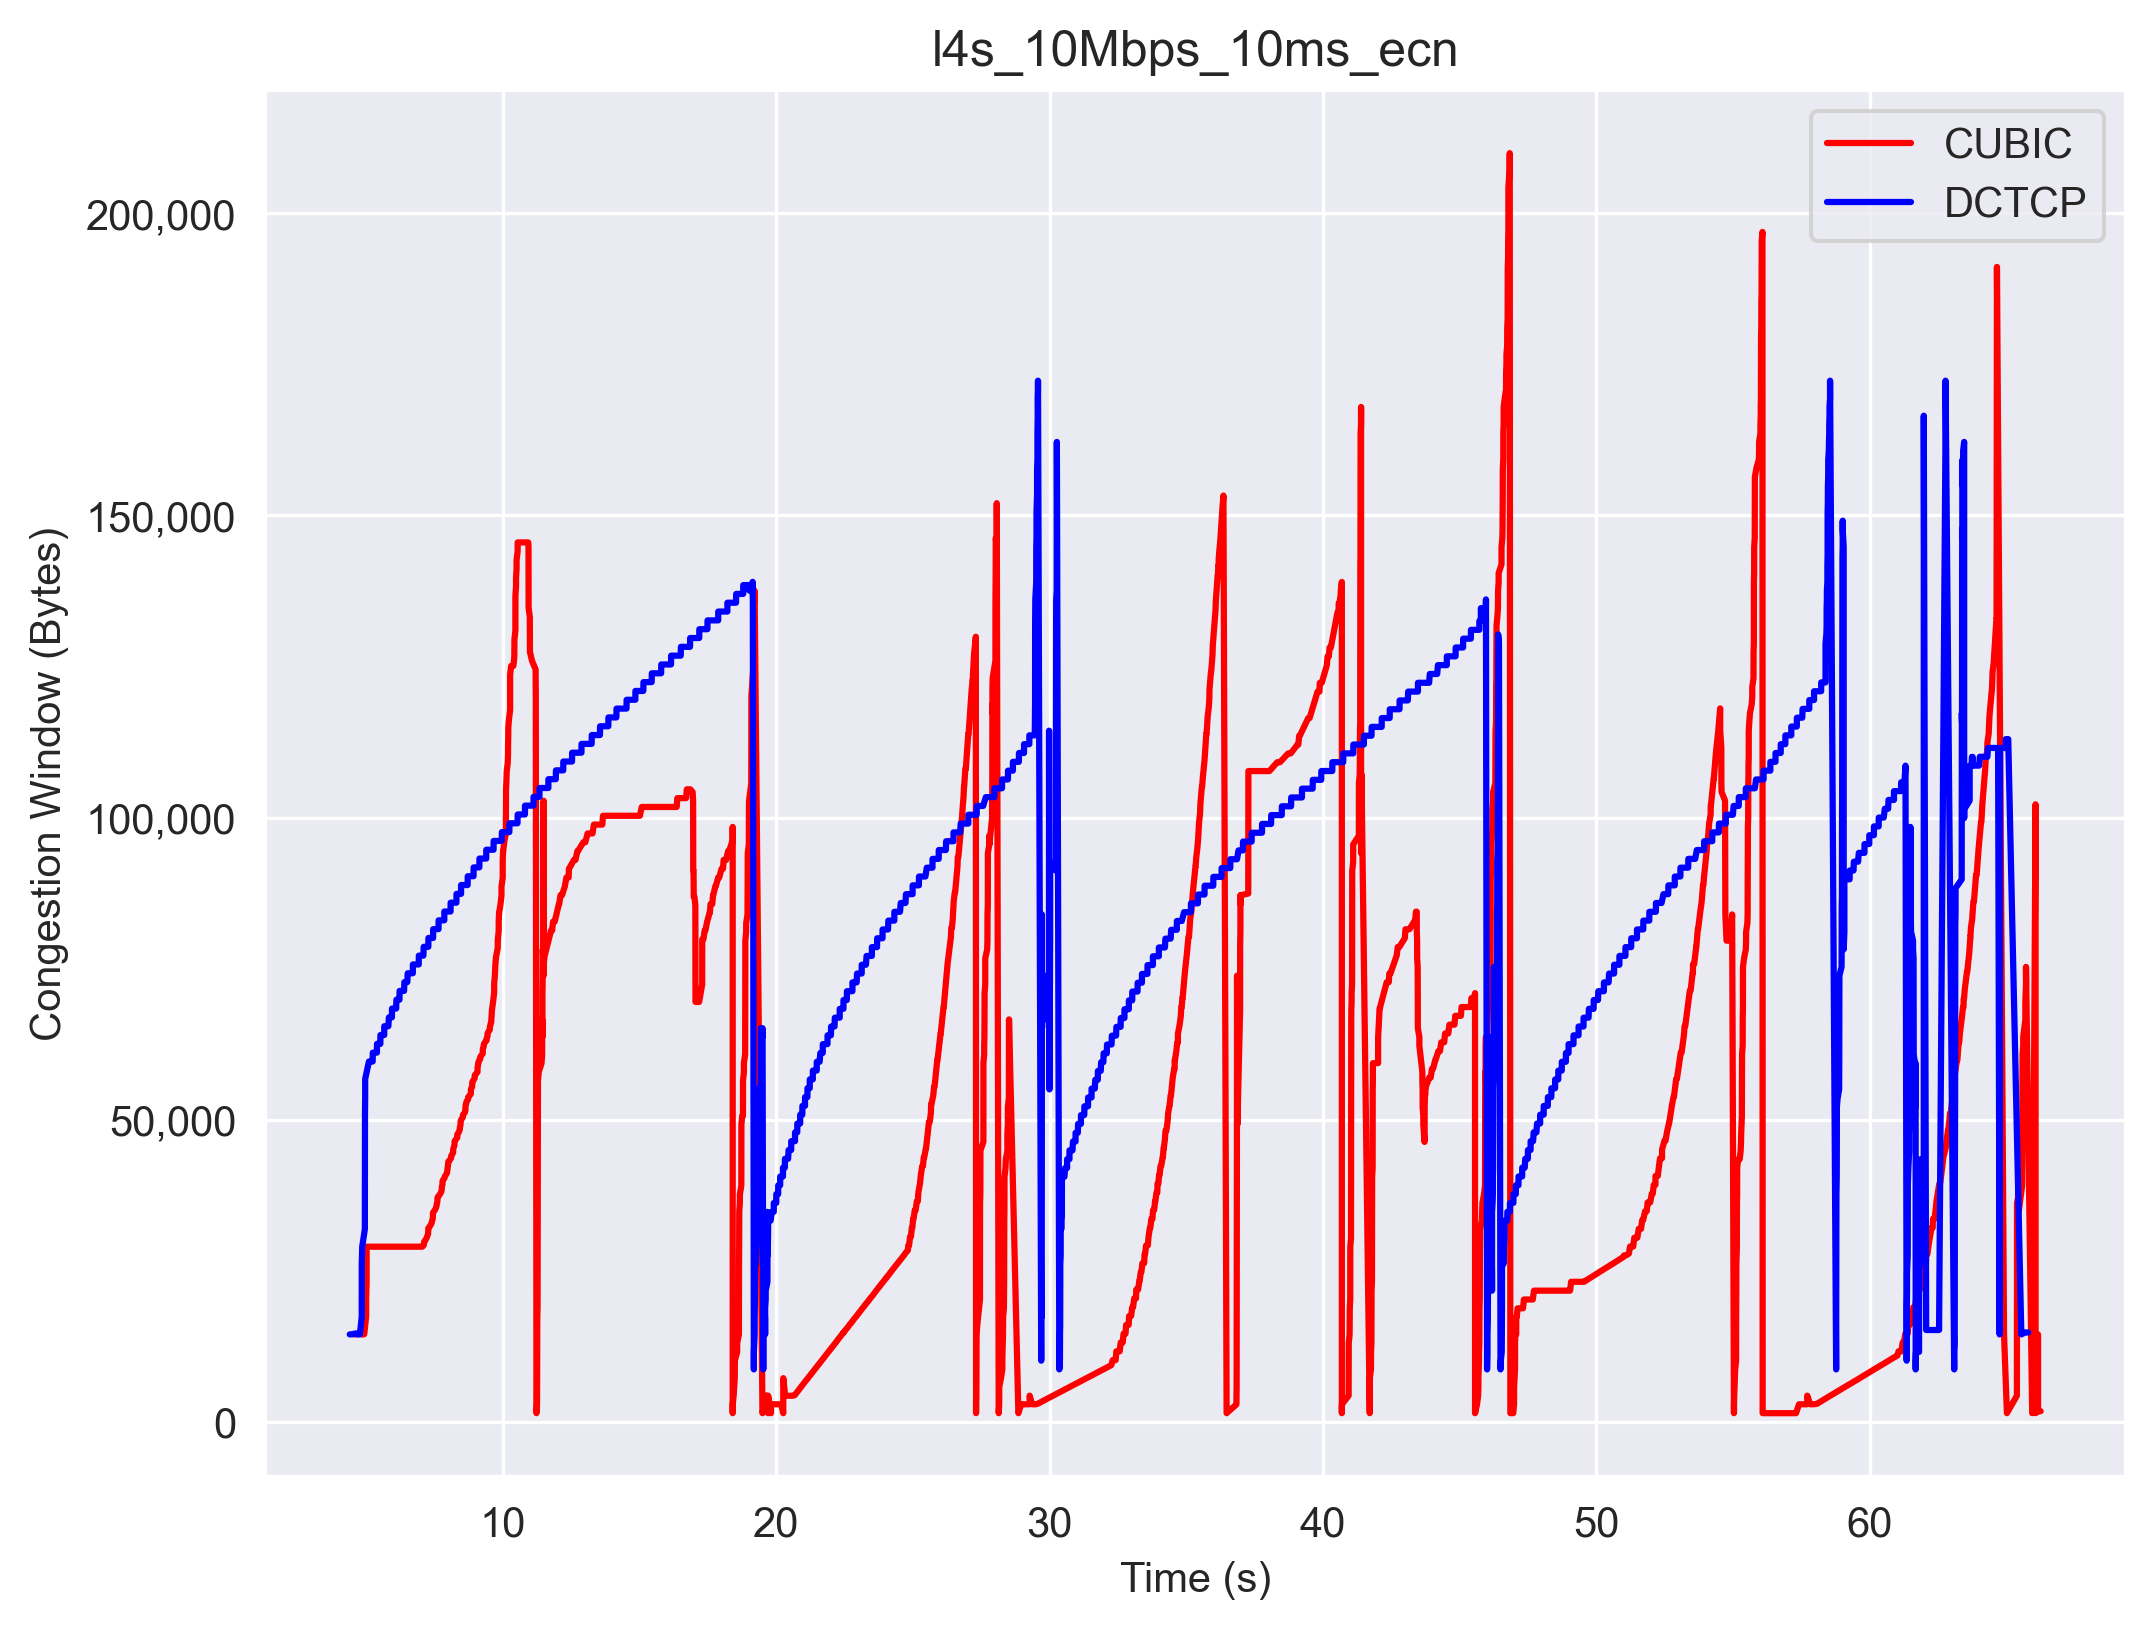 l4s_10Mbps_10ms_ecn
CUBIC
DCTCP
Congestion Window (Bytes)
200,000
150,000
100,000
50,000
0
10 20 30 40 50 60
Time (s)